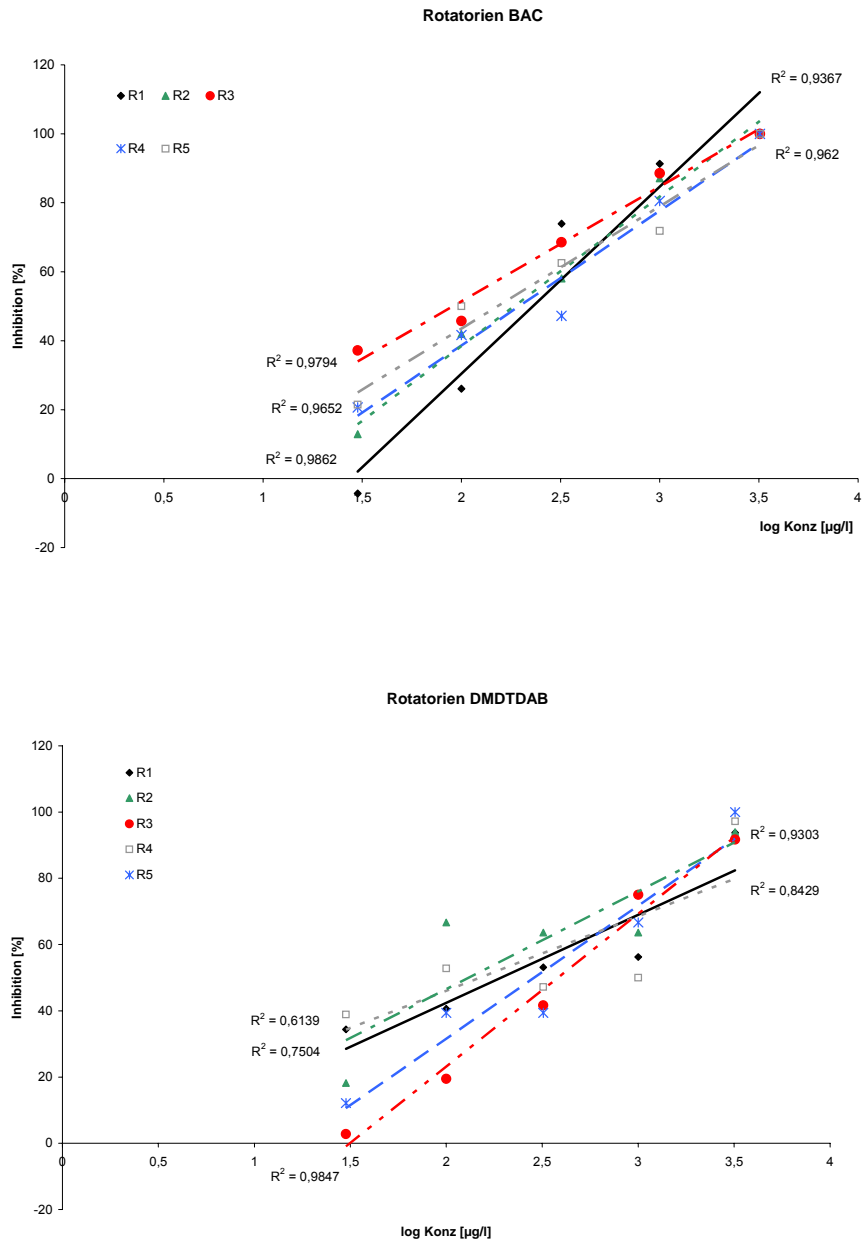 Rotatorien BAC
120
R² = 0,9367
R1 R2 R3
100
R4 R5
R² = 0,962
80
60
Inhibition [%]
40
R² = 0,9794
20
R² = 0,9652
R² = 0,9862
0
0 0,5 1 1,5 2 2,5 3 3,5 4
log Konz [µg/l]
-20
Rotatorien DMDTDAB
120
R1
R2
100
R3
R4
R² = 0,9303
R5
80
R² = 0,8429
60
Inhibition [%]
40
R² = 0,6139
R² = 0,7504
20
0
0 0,5 1 1,5 2 2,5 3 3,5 4
R² = 0,9847
-20
log Konz [µg/l]